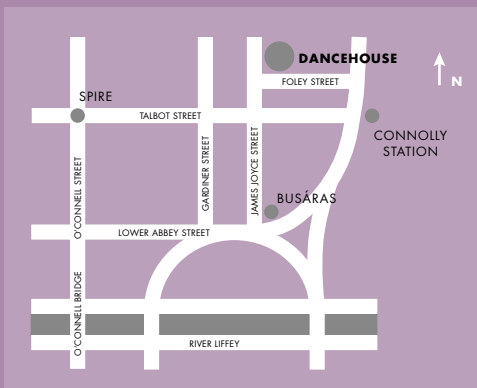 DANCEHOUSE
FOLEY STREET
N
SPIRE
TALBOT STREET
CONNOLLY
STATION
O'CONNELL STREET
GARDINER STREET
JAMES JOYCE STREET
BUSÁRAS
LOWER ABBEY STREET
O'CONNELL BRIDGE
RIVER LIFFEY